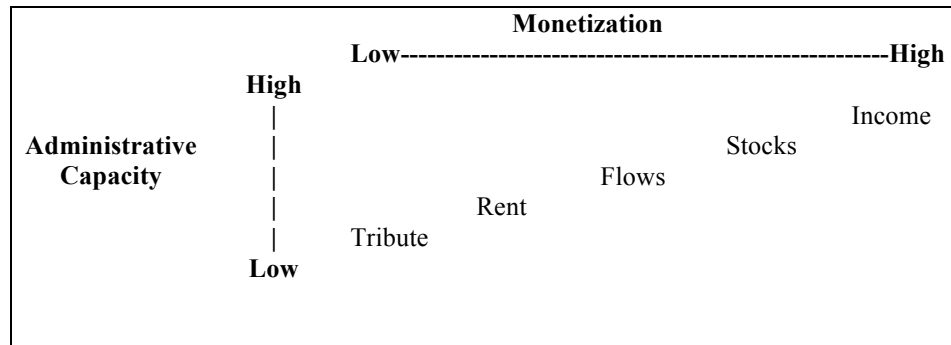 Monetization
Low-----------------------------------------------------High
High
| Income
Administrative | Stocks
Capacity | Flows
| Rent
| Tribute
Low